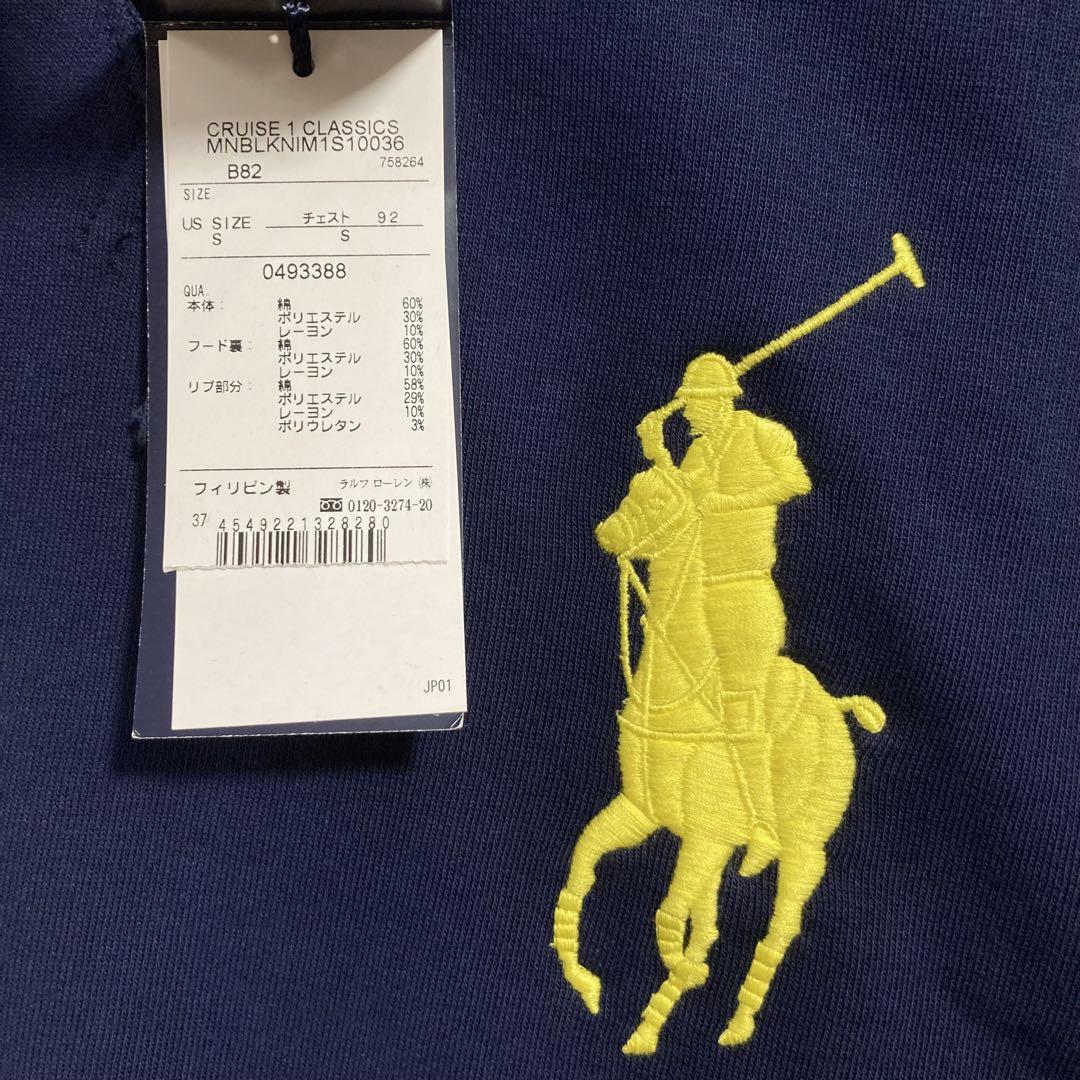 CRUISE 1 CLASSICS
MNBLKNIM1S10036
B82 758264
SIZE.
US SIZE チェスト 92
S S
0493388
QUA.
本体: 綿 60%
ポリエステル 30%
レーヨン 10%
フード裏: 綿 60%
ポリエステル 30%
レーヨン 10%
リブ部分: 綿 58%
ポリエステル 29%
レーヨン 10%
ポリウレタン 3%
フィリピン製 ラルフ ローレン ㈱
0120-3274-20
37 4549221328280
JP01